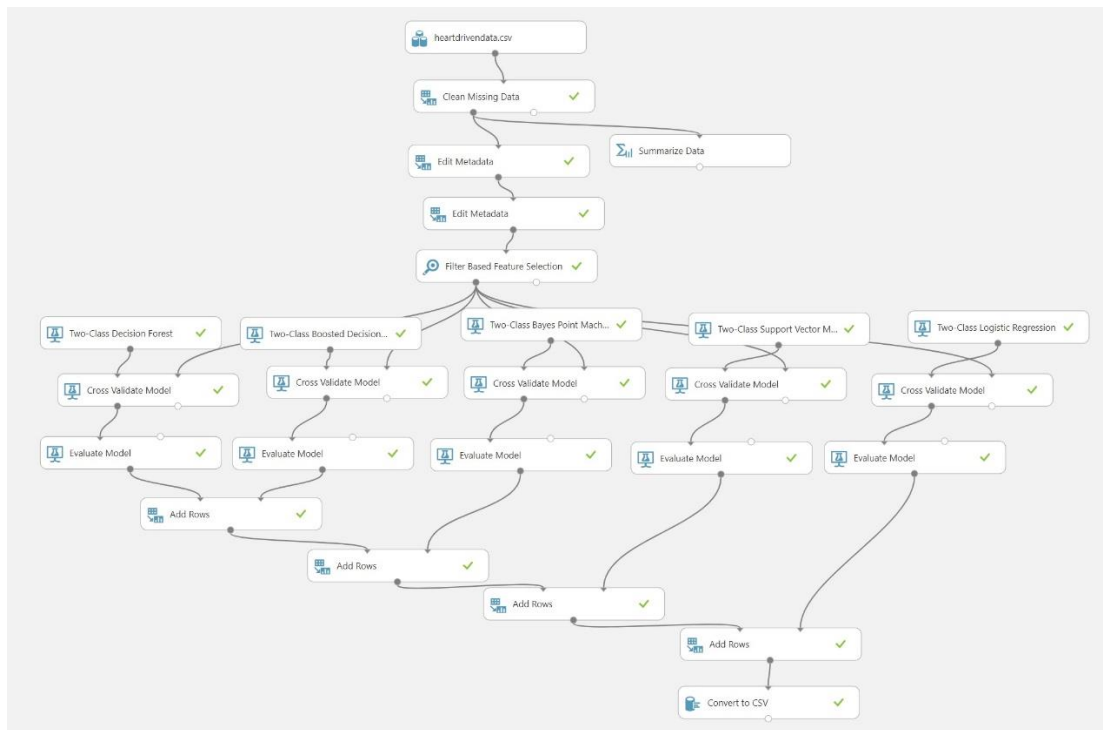 heartdrivendata.csv
Clean Missing Data
Summarize Data
Edit Metadata
Edit Metadata
Filter Based Feature Selection
Two-Class Decision Forest
Two-Class Boosted Decision...
Two-Class Bayes Point Mach...
Two-Class Support Vector M...
Two-Class Logistic Regression
Cross Validate Model
Cross Validate Model
Cross Validate Model
Cross Validate Model
Cross Validate Model
Evaluate Model
Evaluate Model
Evaluate Model
Evaluate Model
Evaluate Model
Add Rows
Add Rows
Add Rows
Add Rows
Convert to CSV